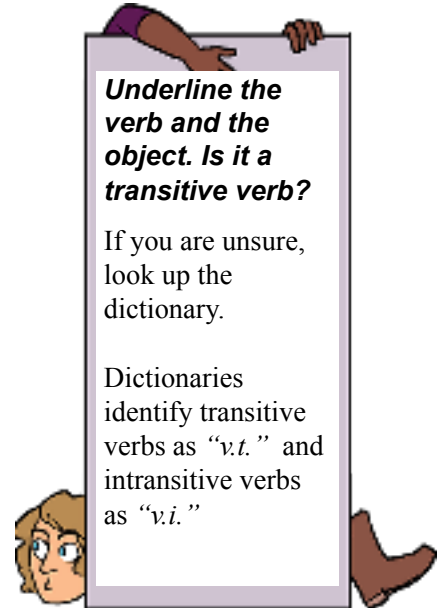 Underline the
verb and the
object. Is it a
transitive verb?
If you are unsure,
look up the
dictionary.
Dictionaries
identify transitive
verbs as “v.t.” and
intransitive verbs
as “v.i.”